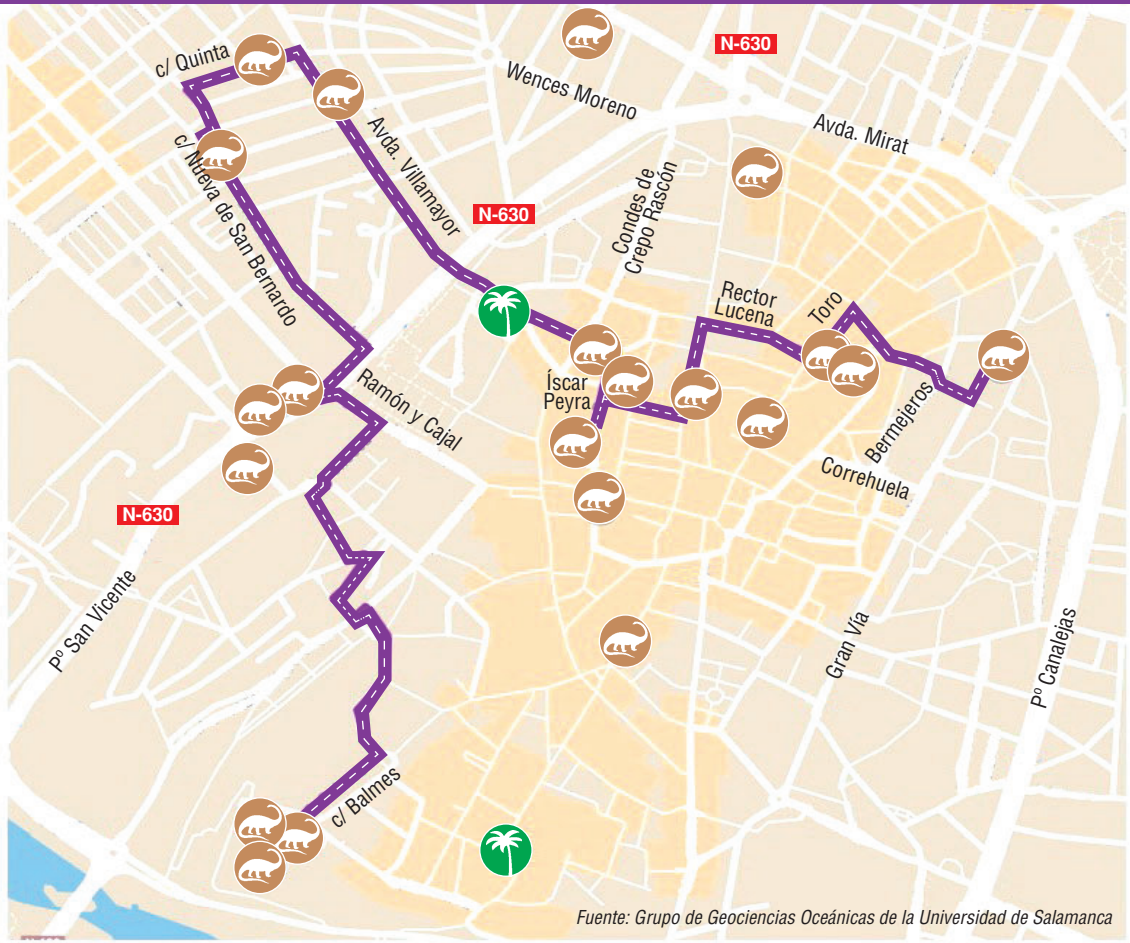 N-630
c/ Quinta
Wences Moreno
Avda. Mirat
Avda. Villamayor
c/ Nueva de San Bernardo
Condes de
Crepo Rascón
N-630
Rector
Lucena
Toro
Íscar
Peyra
Ramón y Cajal
Bermejeros
Correhuela
N-630
Pº San Vicente
Gran Vía
Pº Canalejas
c/ Balmes
Fuente: Grupo de Geociencias Oceánicas de la Universidad de Salamanca